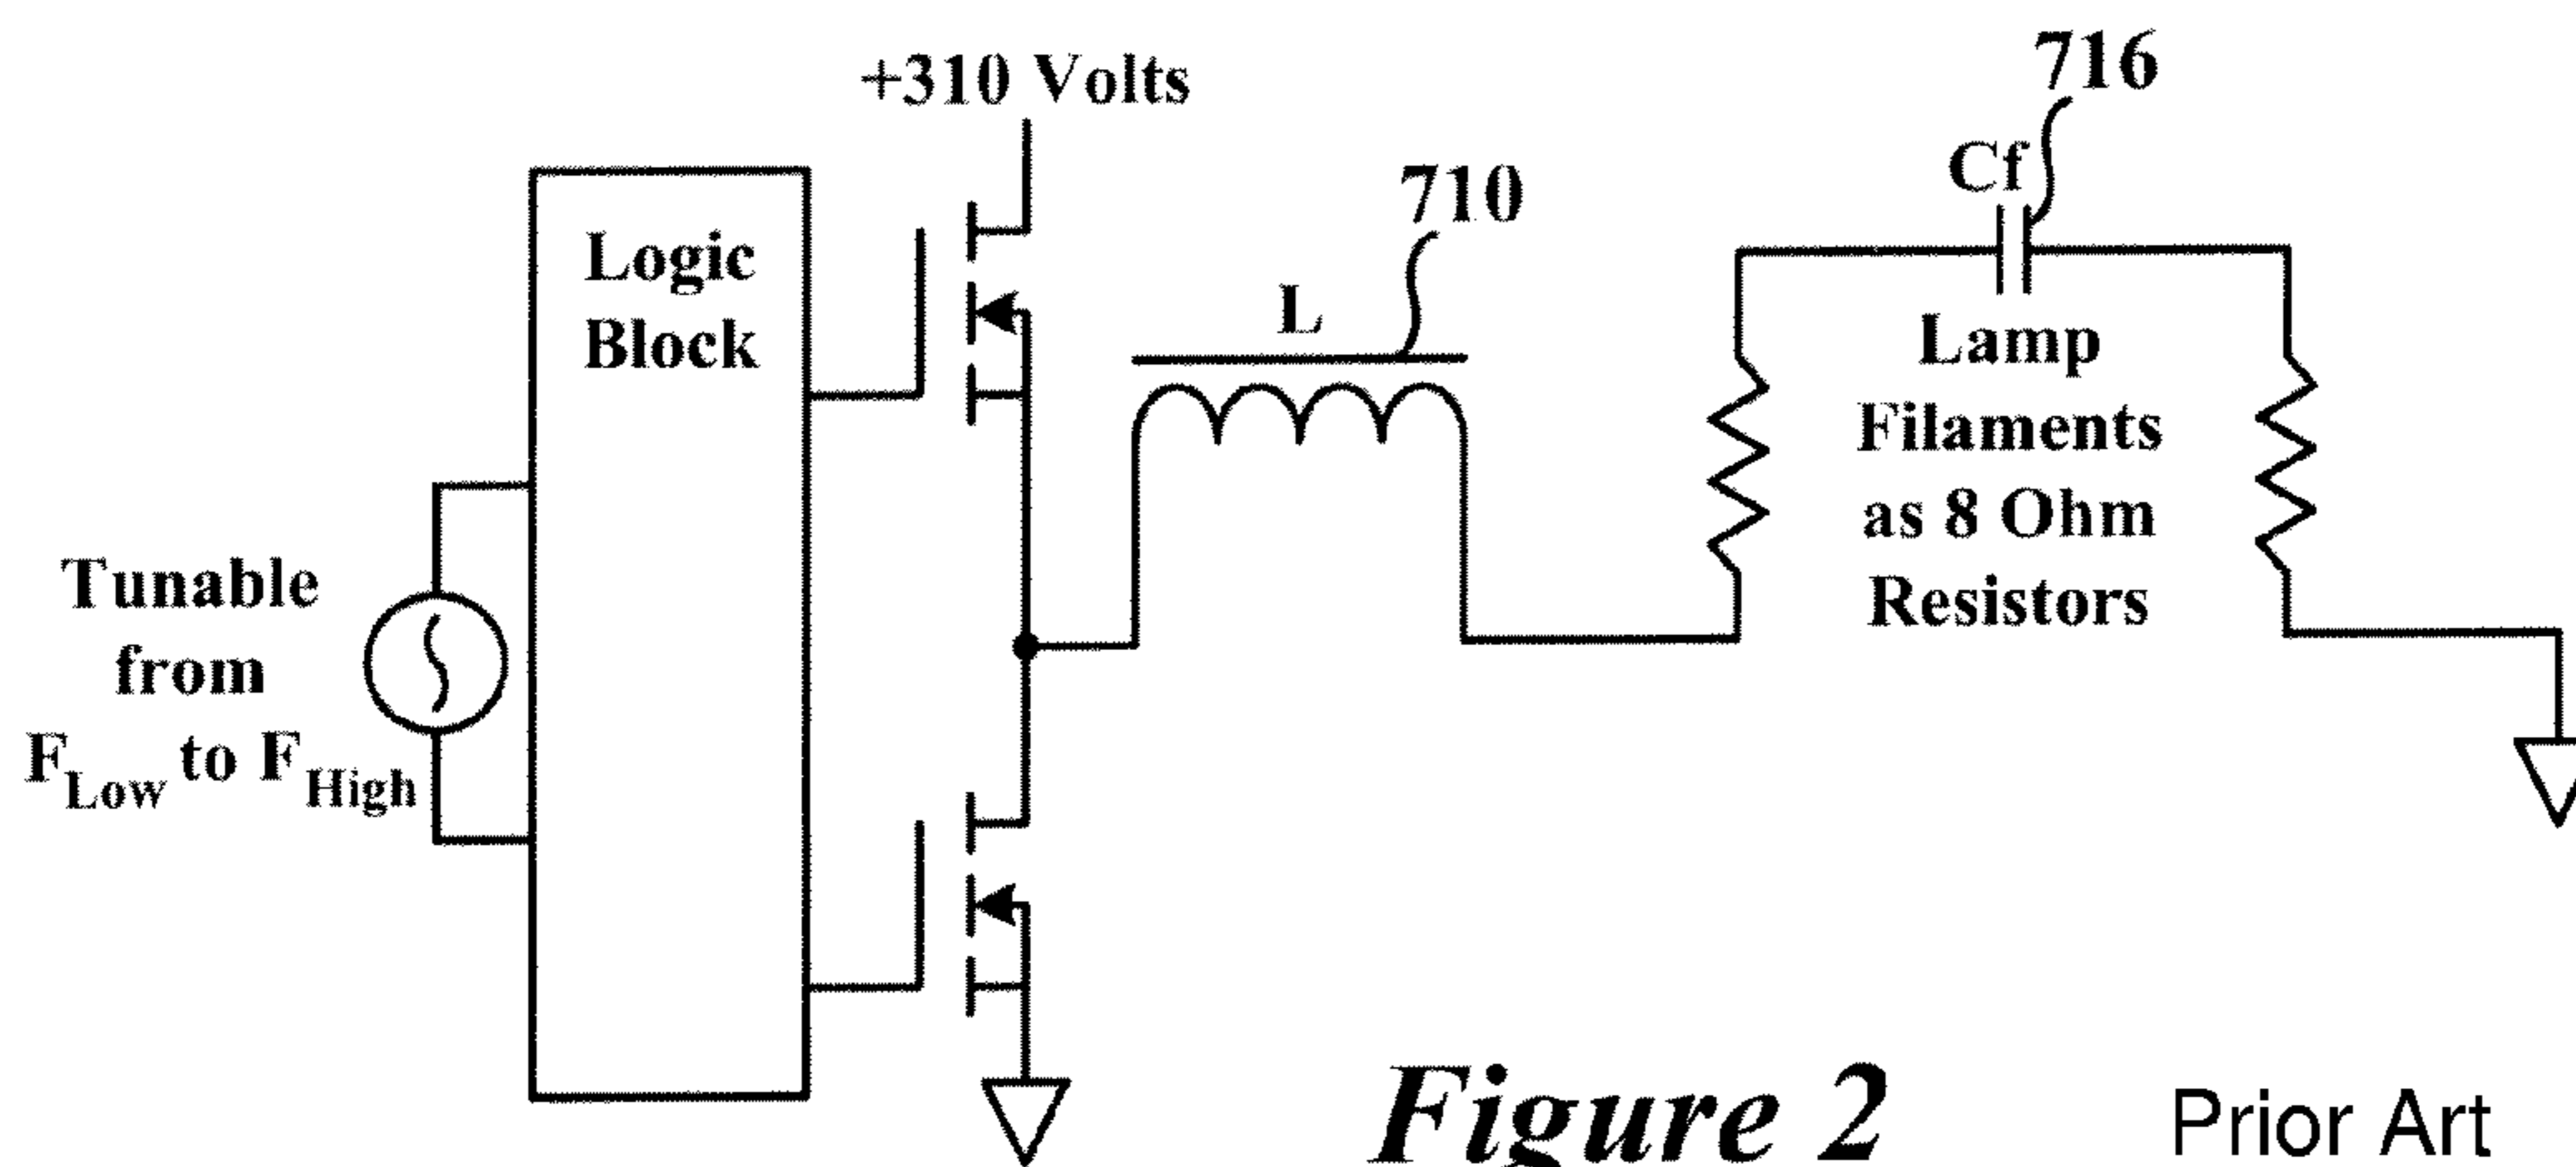 +310 Volts
716
Cf
710
L
Logic
Block
Lamp
Filaments
as 8 Ohm
Resistors
Tunable
from
F_Low to F_High
Figure 2
Prior Art